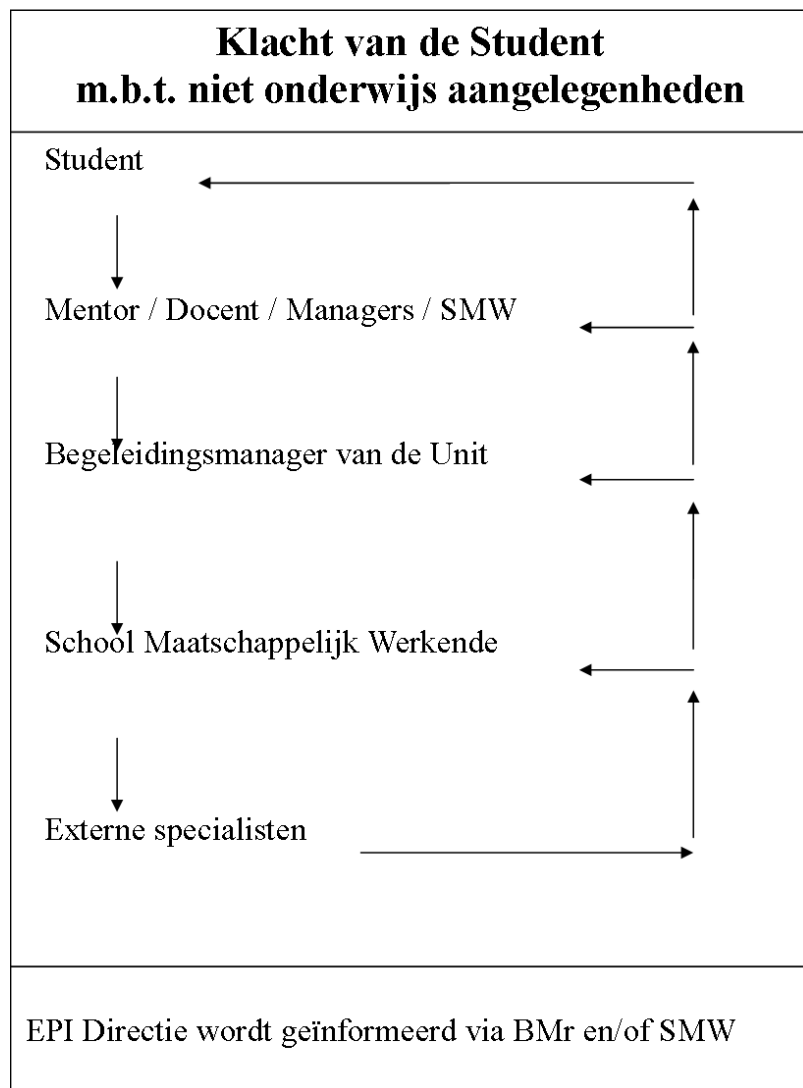 Klacht van de Student
m.b.t. niet onderwijs aangelegenheden
Student
Mentor / Docent / Managers / SMW
Begeleidingsmanager van de Unit
School Maatschappelijk Werkende
Externe specialisten
EPI Directie wordt geïnformeerd via BMr en/of SMW